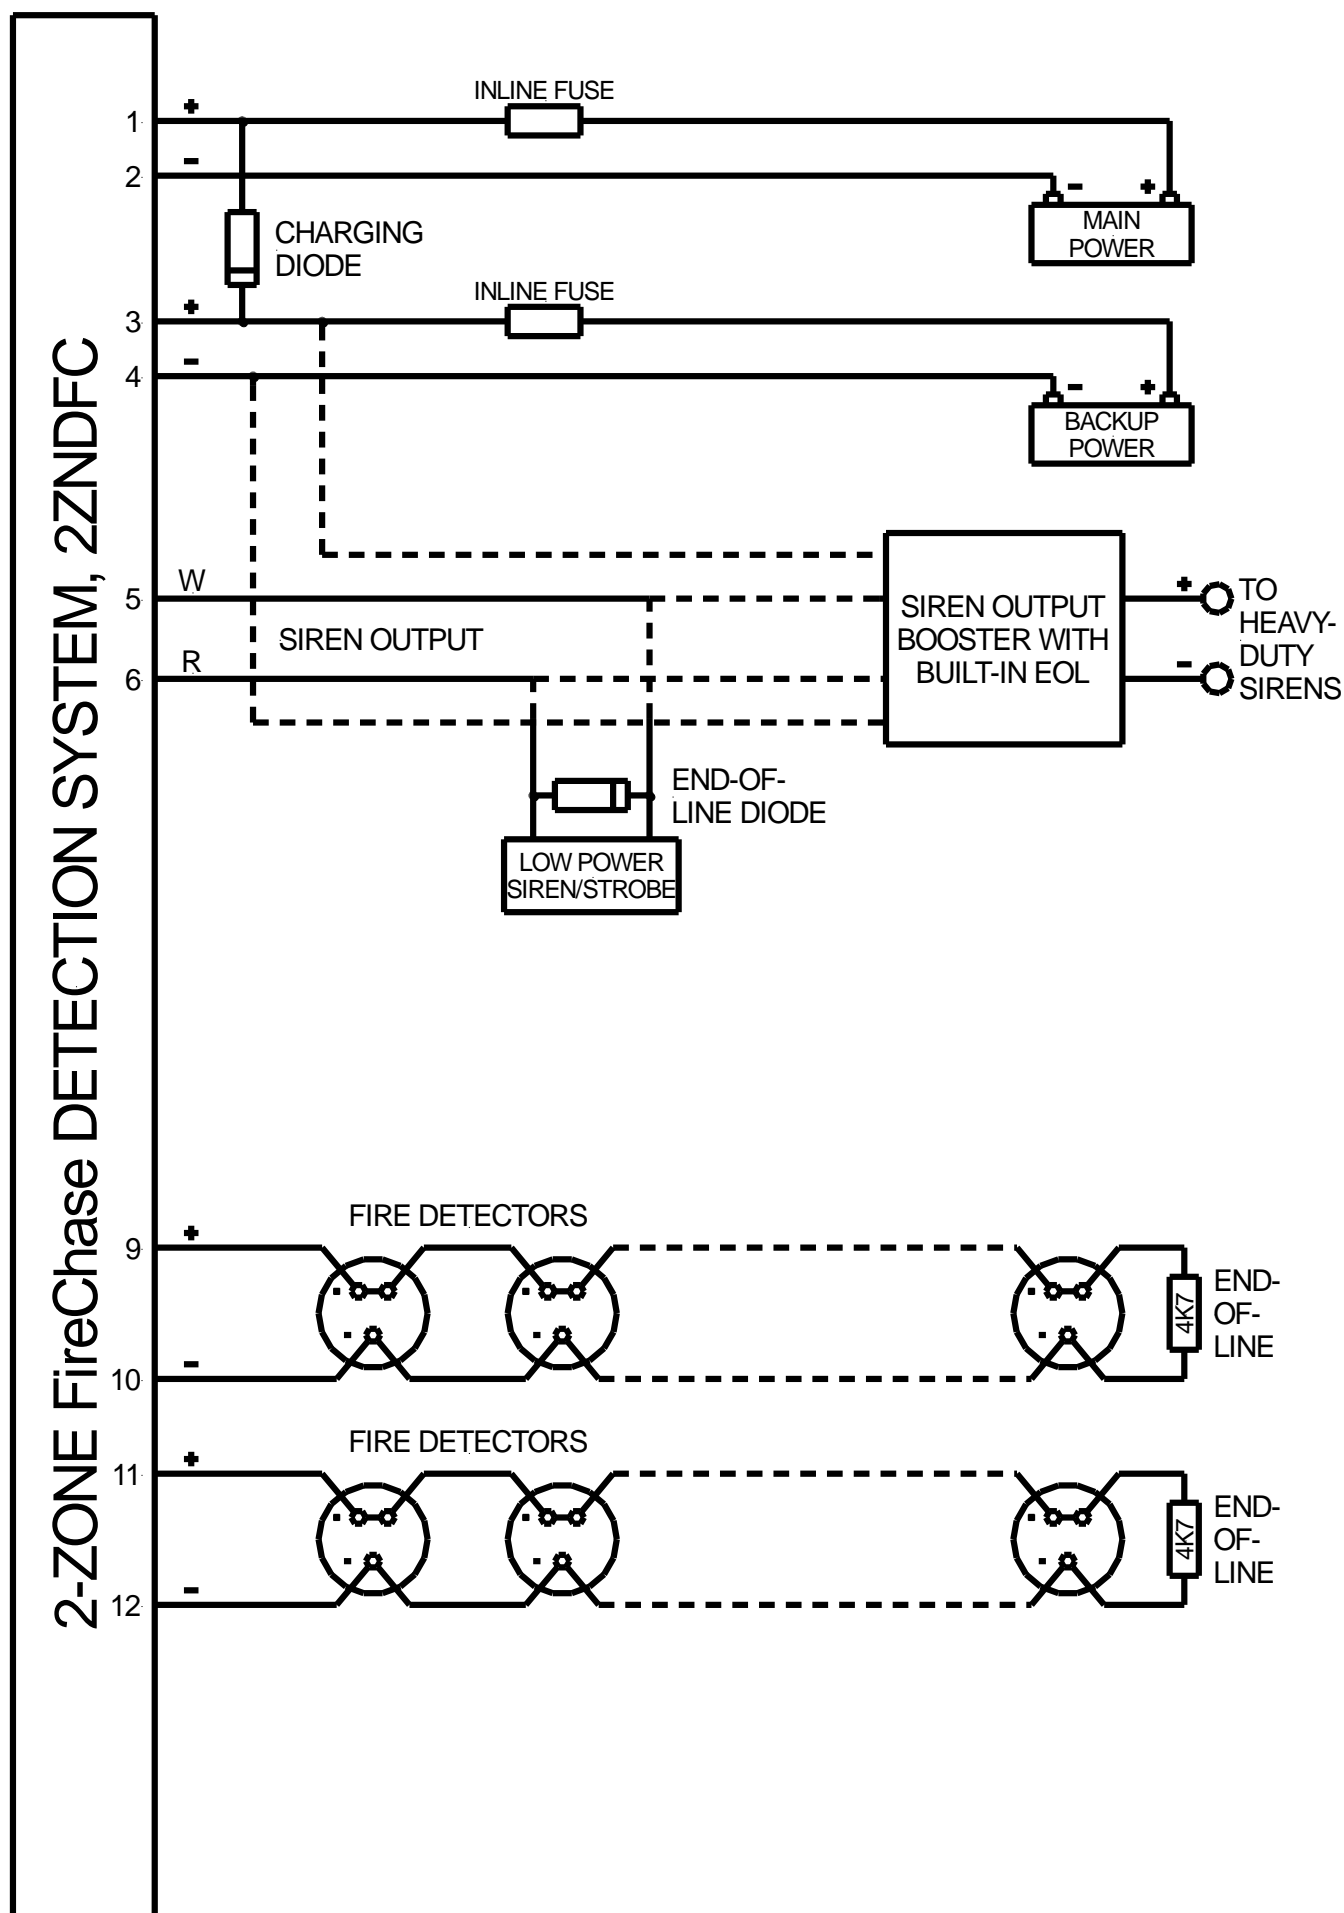 2-ZONE FireChase DETECTION SYSTEM, 2ZNDFC
INLINE FUSE
1
+
2
-
- +
MAIN
POWER
CHARGING
DIODE
INLINE FUSE
3
+
4
-
- +
BACKUP
POWER
5
W
SIREN OUTPUT
6
R
SIREN OUTPUT
BOOSTER WITH
BUILT-IN EOL
+
-
TO
HEAVY-
DUTY
SIRENS
END-OF-
LINE DIODE
LOW POWER
SIREN/STROBE
FIRE DETECTORS
9
+
10
-
4K7
END-
OF-
LINE
FIRE DETECTORS
11
+
12
-
4K7
END-
OF-
LINE